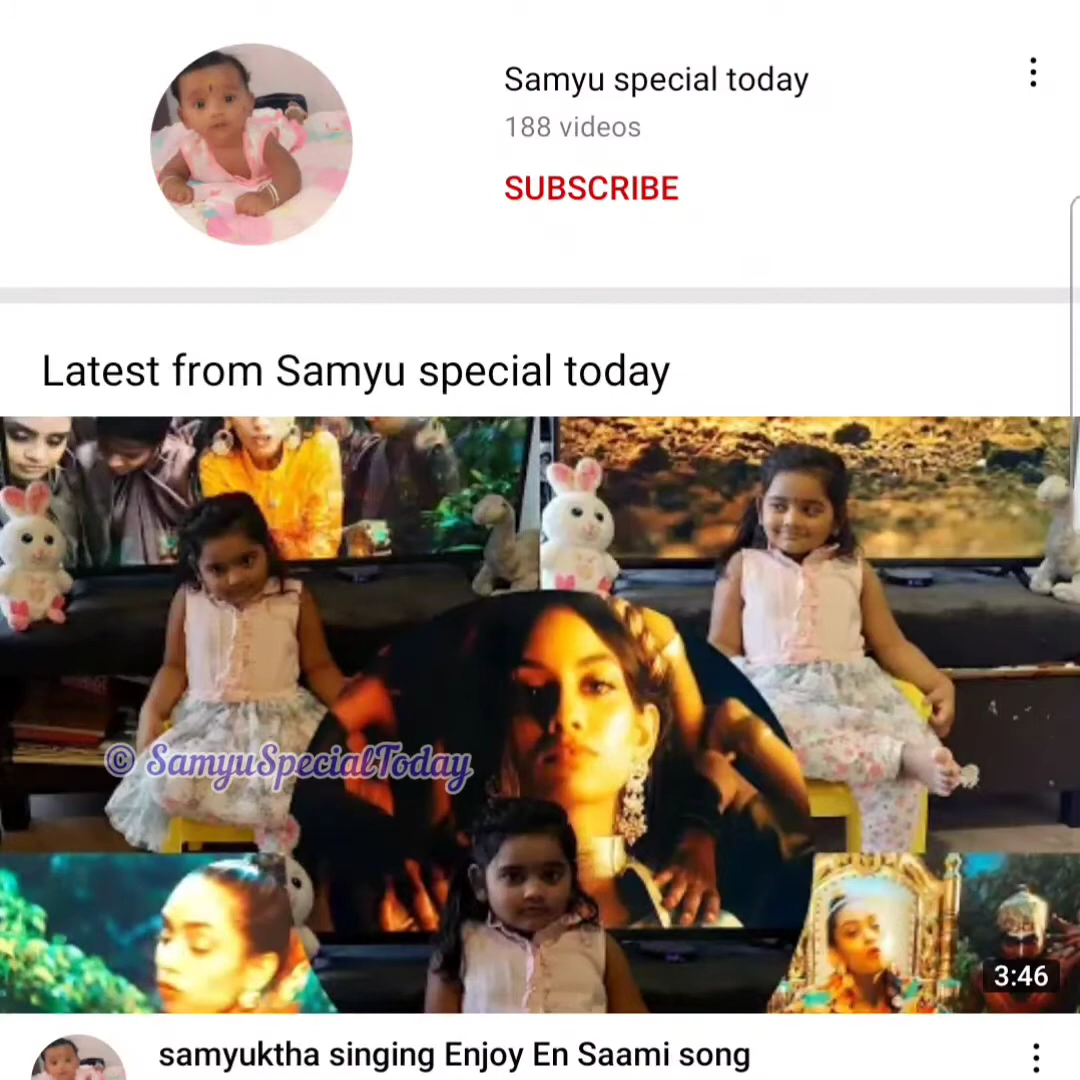 Samyu special today
188 videos
SUBSCRIBE
Latest from Samyu special today
© SamyuSpecialToday
3:46
samyuktha singing Enjoy En Saami song